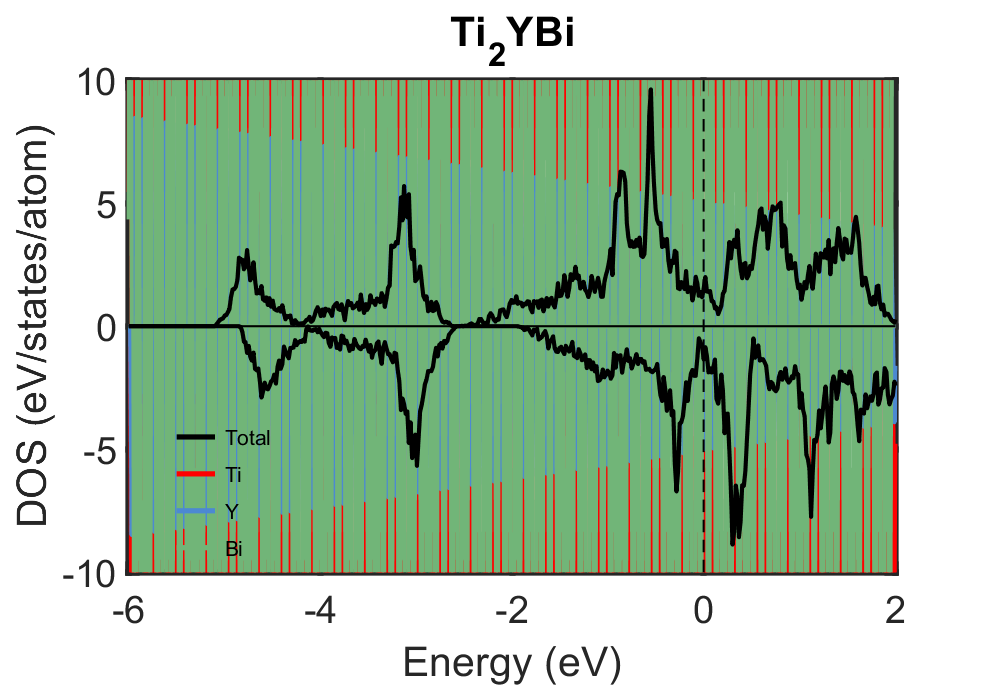 Ti2YBi
DOS (eV/states/atom)
10
5
0
-5
-10
Total
Ti
Y
Bi
-6 -4 -2 0 2
Energy (eV)